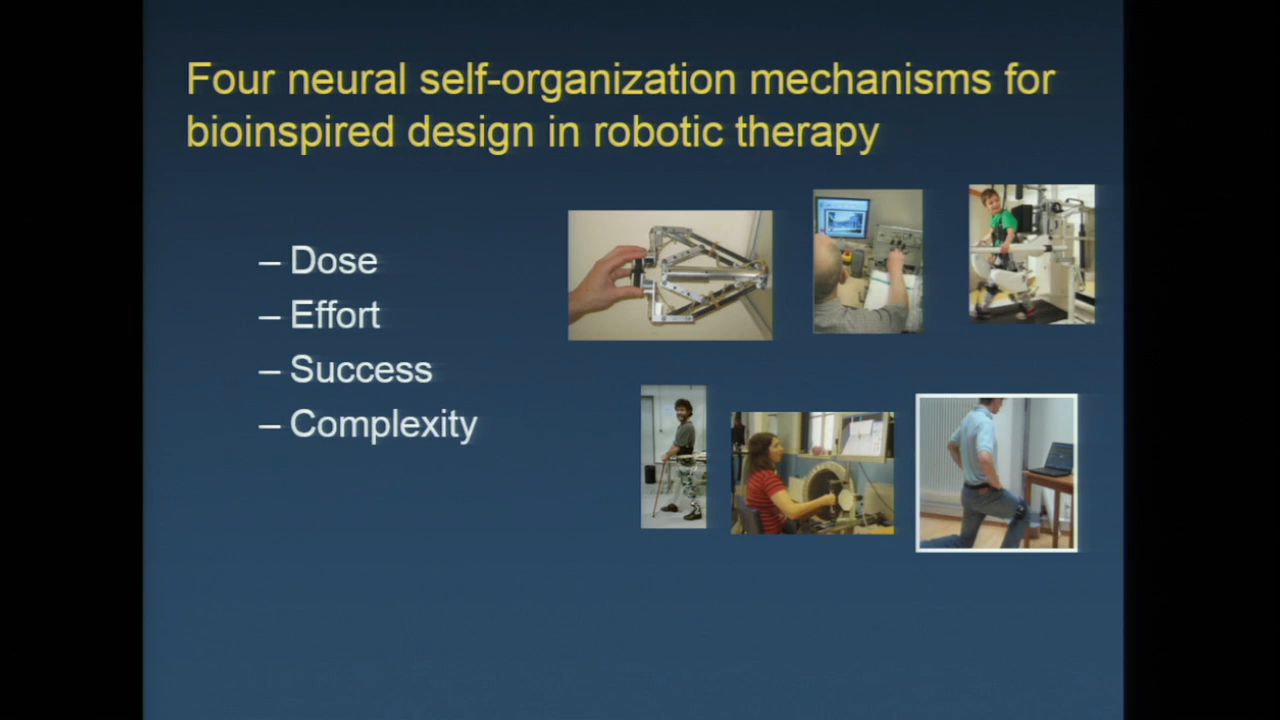 Four neural self-organization mechanisms for
bioinspired design in robotic therapy
– Dose
– Effort
– Success
– Complexity